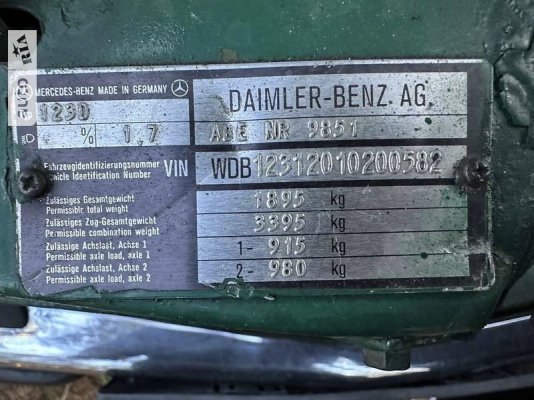 auto RIA
MERCEDES-BENZ MADE IN GERMANY
123D
% 1,7
DAIMLER-BENZ. AG.
ABE NR 9851
Fahrzeugidentifizierungsnummer
Vehicle Identification Number
VIN
WDB12312010200582
Zulässiges Gesamtgewicht
Permissible total weight
1895 kg
Zulässiges Zug-Gesamtgewicht
Permissible combination weight
3395 kg
Zulässige Achslast, Achse 1
Permissible axle load, axle 1
1- 915 kg
Zulässige Achslast, Achse 2
Permissible axle load, axle 2
2- 980 kg